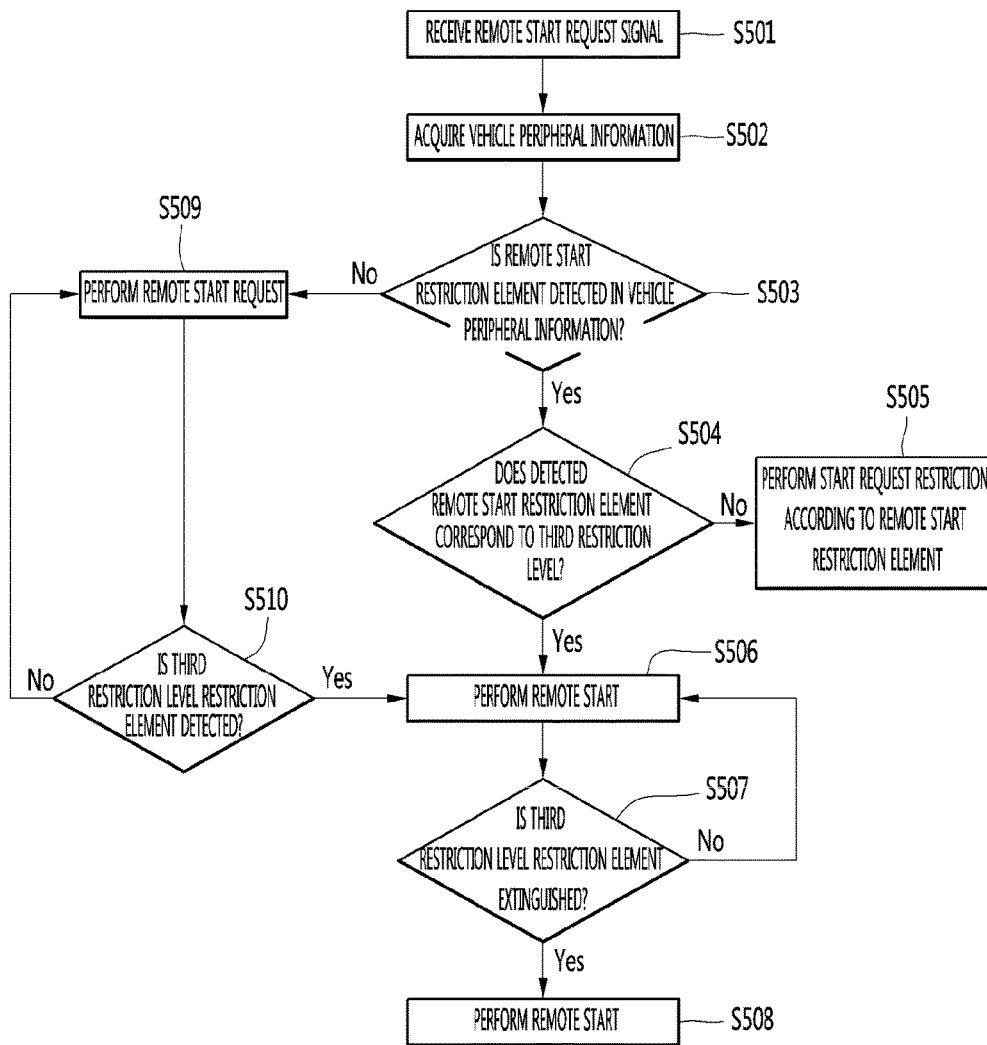 RECEIVE REMOTE START REQUEST SIGNAL
S501
ACQUIRE VEHICLE PERIPHERAL INFORMATION
S502
IS REMOTE START
RESTRICTION ELEMENT DETECTED IN VEHICLE
PERIPHERAL INFORMATION?
S503
No
Yes
S509
PERFORM REMOTE START REQUEST
S504
DOES DETECTED
REMOTE START RESTRICTION ELEMENT
CORRESPOND TO THIRD RESTRICTION
LEVEL?
No
Yes
S505
PERFORM START REQUEST RESTRICTION
ACCORDING TO REMOTE START
RESTRICTION ELEMENT
S510
IS THIRD
RESTRICTION LEVEL RESTRICTION
ELEMENT DETECTED?
No
Yes
S506
PERFORM REMOTE START
S507
IS THIRD
RESTRICTION LEVEL RESTRICTION ELEMENT
EXTINGUISHED?
No
Yes
PERFORM REMOTE START
S508